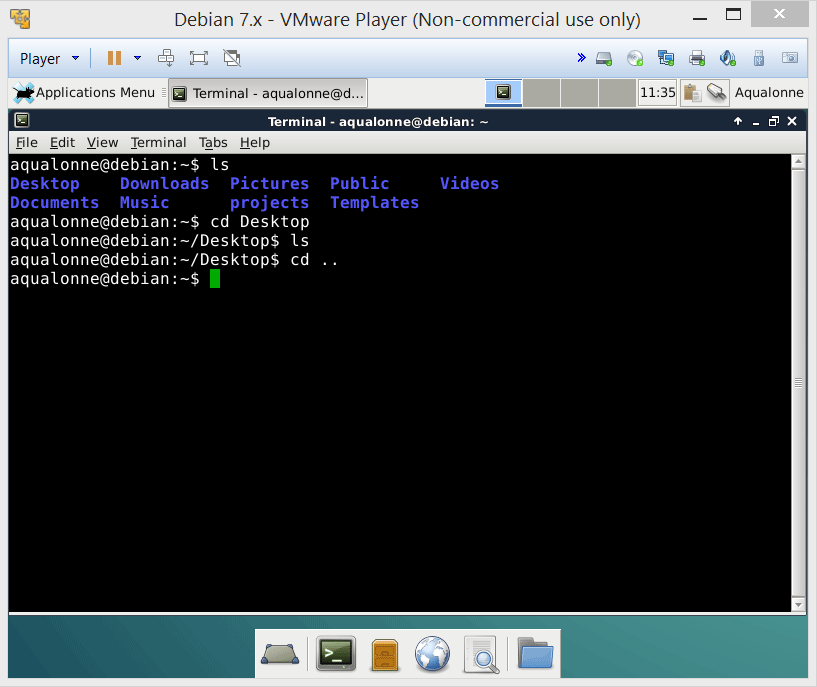 Debian 7.x - VMware Player (Non-commercial use only)
Player
Applications Menu Terminal - aqualonne@d... 11:35 Aqualonne
Terminal - aqualonne@debian: ~
File Edit View Terminal Tabs Help
aqualonne@debian:~$ ls
Desktop Downloads Pictures Public Videos
Documents Music projects Templates
aqualonne@debian:~$ cd Desktop
aqualonne@debian:~/Desktop$ ls
aqualonne@debian:~/Desktop$ cd ..
aqualonne@debian:~$